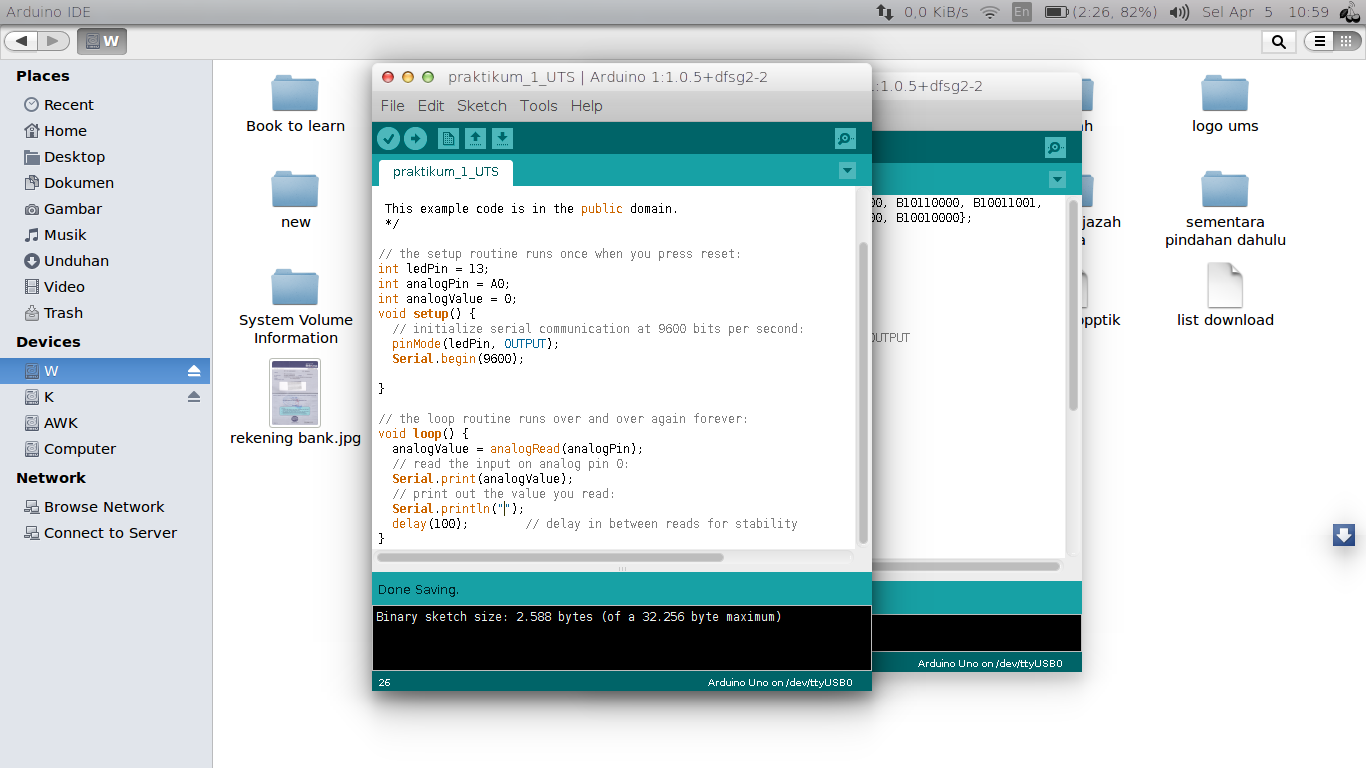 Arduino IDE
0,0 KiB/s
En
(2:26, 82%)
Sel Apr 5
10:59
W
Places
Recent
Home
Desktop
Dokumen
Gambar
Musik
Unduhan
Video
Trash
Devices
W
K
AWK
Computer
Network
Browse Network
Connect to Server
Book to learn
new
System Volume
Information
rekening bank.jpg
praktikum_1_UTS | Arduino 1:1.0.5+dfsg2-2
File Edit Sketch Tools Help
praktikum_1_UTS
This example code is in the public domain.
*/
// the setup routine runs once when you press reset:
int ledPin = 13;
int analogPin = A0;
int analogValue = 0;
void setup() {
// initialize serial communication at 9600 bits per second:
pinMode(ledPin, OUTPUT);
Serial.begin(9600);
}
// the loop routine runs over and over again forever:
void loop() {
analogValue = analogRead(analogPin);
// read the input on analog pin 0:
Serial.print(analogValue);
// print out the value you read:
Serial.println("");
delay(100); // delay in between reads for stability
}
Done Saving.
Binary sketch size: 2.588 bytes (of a 32.256 byte maximum)
26
Arduino Uno on /dev/ttyUSB0
:1.0.5+dfsg2-2
00, B10110000, B10011001,
00, B10010000};
OUTPUT
Arduino Uno on /dev/ttyUSB0
logo ums
sementara
pindahan dahulu
list download